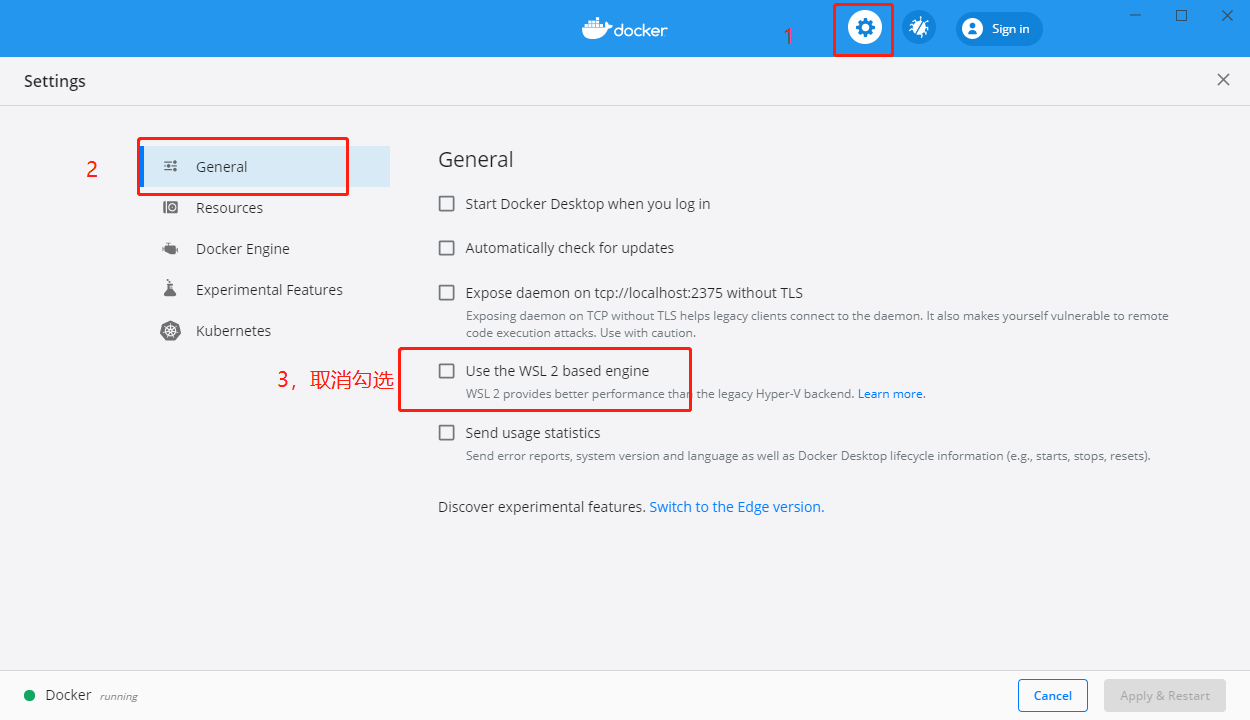 docker
1
Sign in
Settings
2
General
Resources
Docker Engine
Experimental Features
Kubernetes
General
Start Docker Desktop when you log in
Automatically check for updates
Expose daemon on tcp://localhost:2375 without TLS
Exposing daemon on TCP without TLS helps legacy clients connect to the daemon. It also makes yourself vulnerable to remote
code execution attacks. Use with caution.
3，取消勾选
Use the WSL 2 based engine
WSL 2 provides better performance than the legacy Hyper-V backend. Learn more.
Send usage statistics
Send error reports, system version and language as well as Docker Desktop lifecycle information (e.g., starts, stops, resets).
Discover experimental features. Switch to the Edge version.
Docker running
Cancel
Apply & Restart